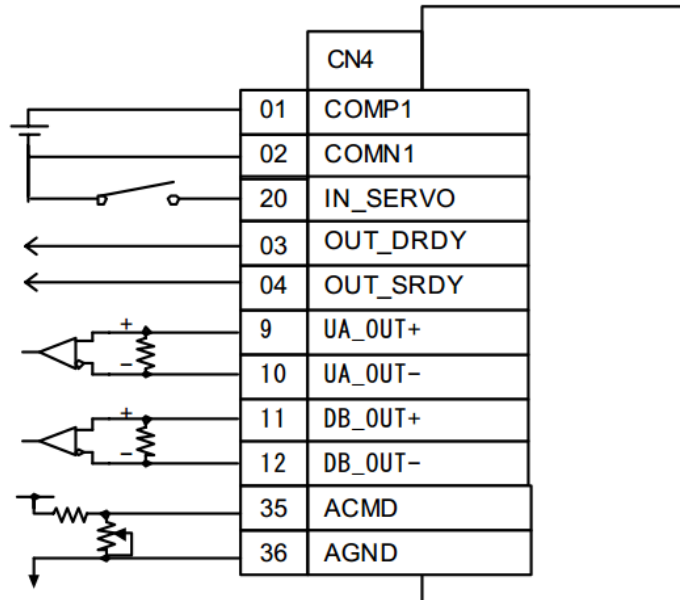 CN4
01 COMP1
02 COMN1
20 IN_SERVO
03 OUT_DRDY
04 OUT_SRDY
+ 9 UA_OUT+
- 10 UA_OUT-
+ 11 DB_OUT+
- 12 DB_OUT-
35 ACMD
36 AGND